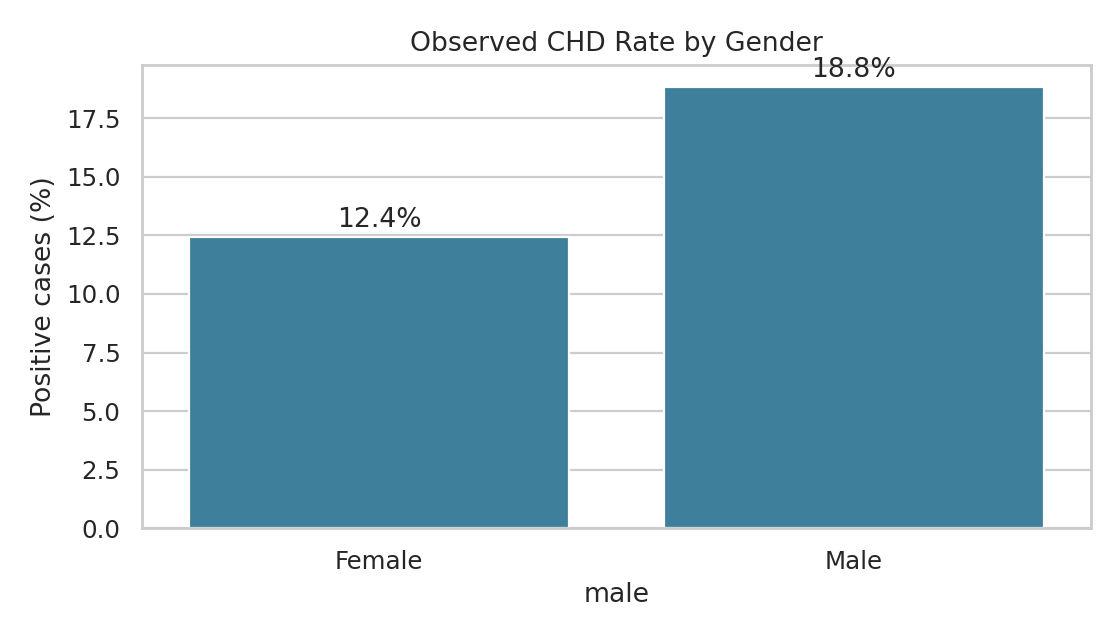 Observed CHD Rate by Gender
18.8%
17.5
15.0
12.4%
12.5
10.0
7.5
5.0
2.5
0.0
Positive cases (%)
Female Male
male